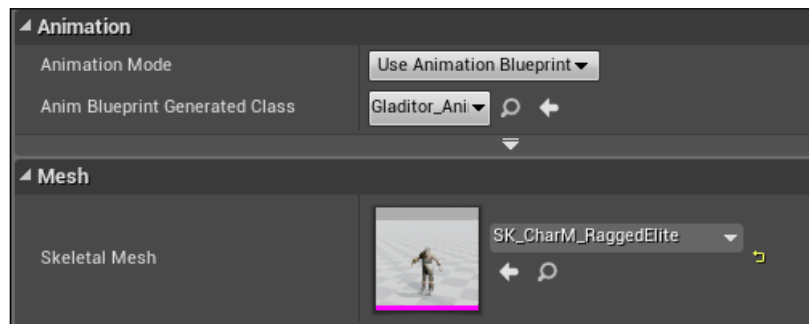 Animation
Animation Mode
Use Animation Blueprint
Anim Blueprint Generated Class
Gladitor_Ani
Mesh
Skeletal Mesh
SK_CharM_RaggedElite